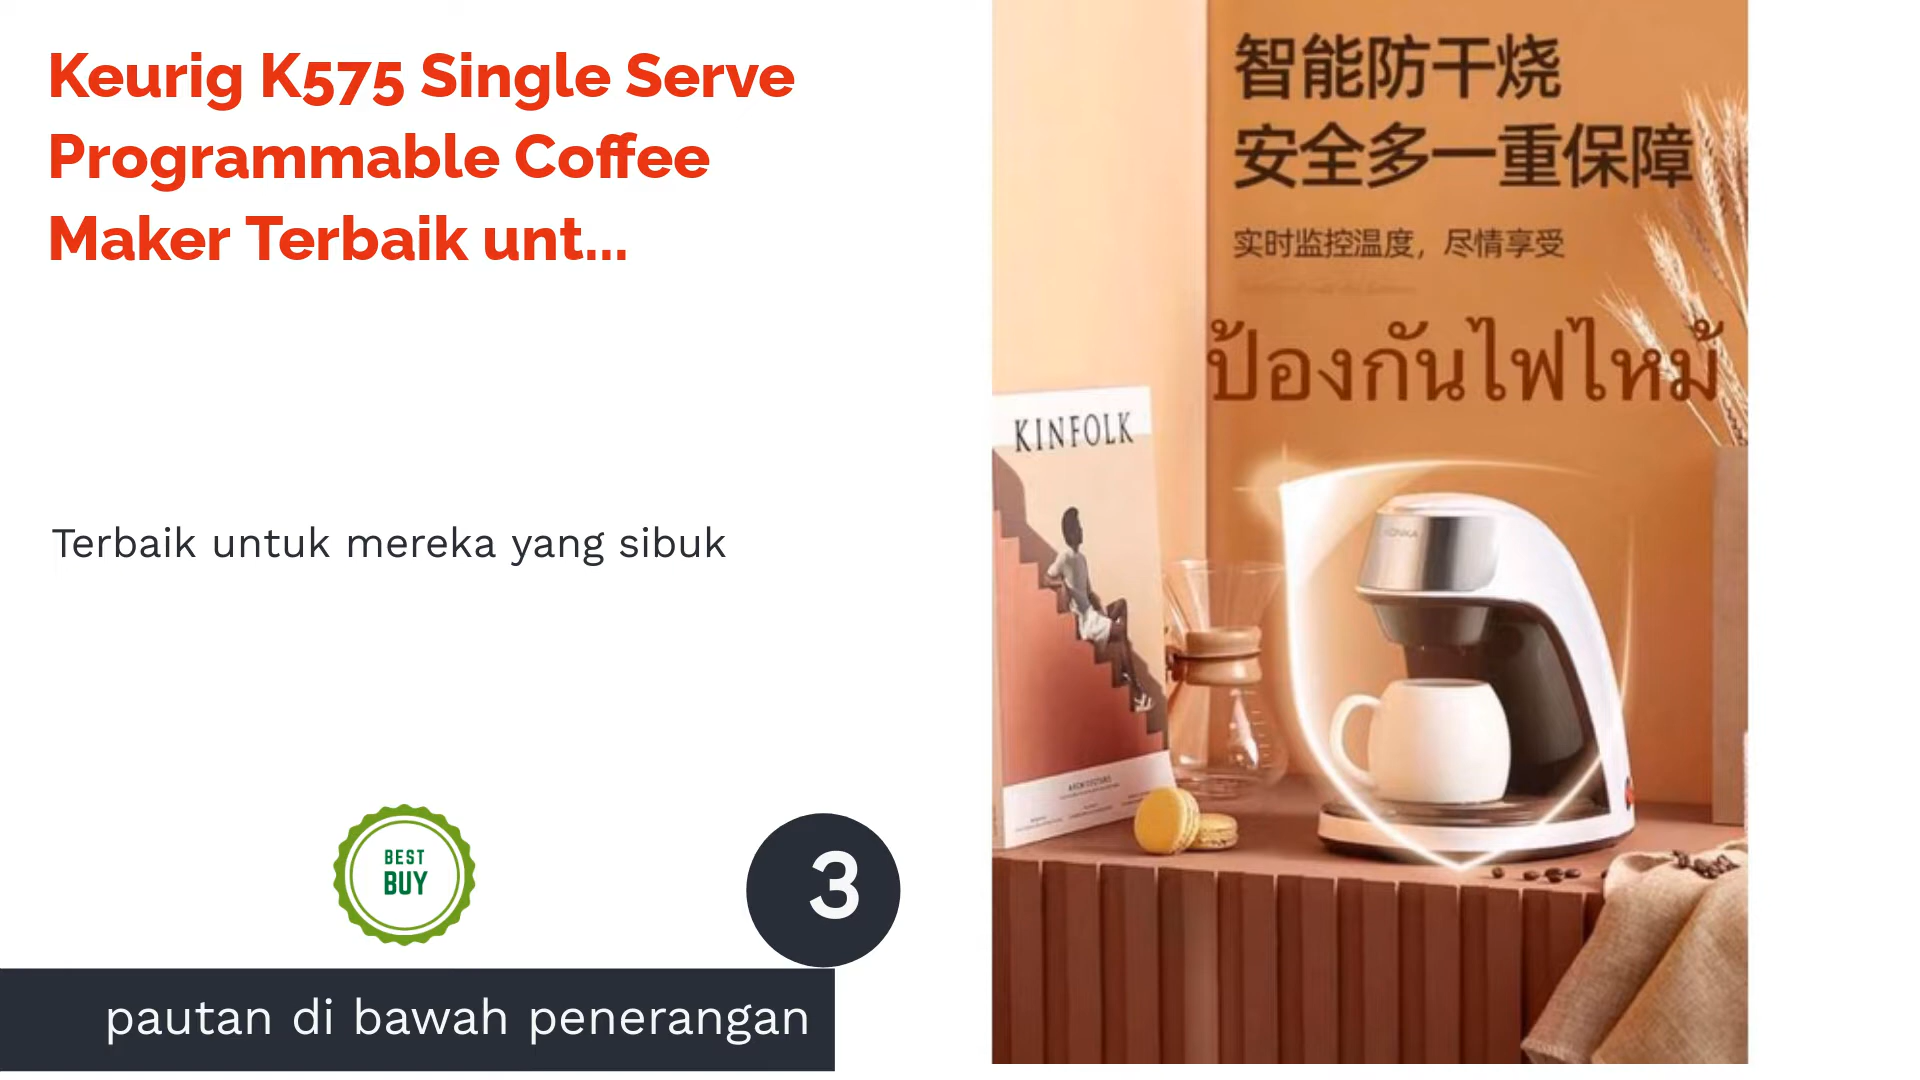 Keurig K575 Single Serve
Programmable Coffee
Maker Terbaik unt...
Terbaik untuk mereka yang sibuk
BEST
BUY
3
pautan di bawah penerangan
智能防干烧
安全多一重保障
实时监控温度，尽情享受
ป้องกันไฟไหม้
KINFOLK
KONKA